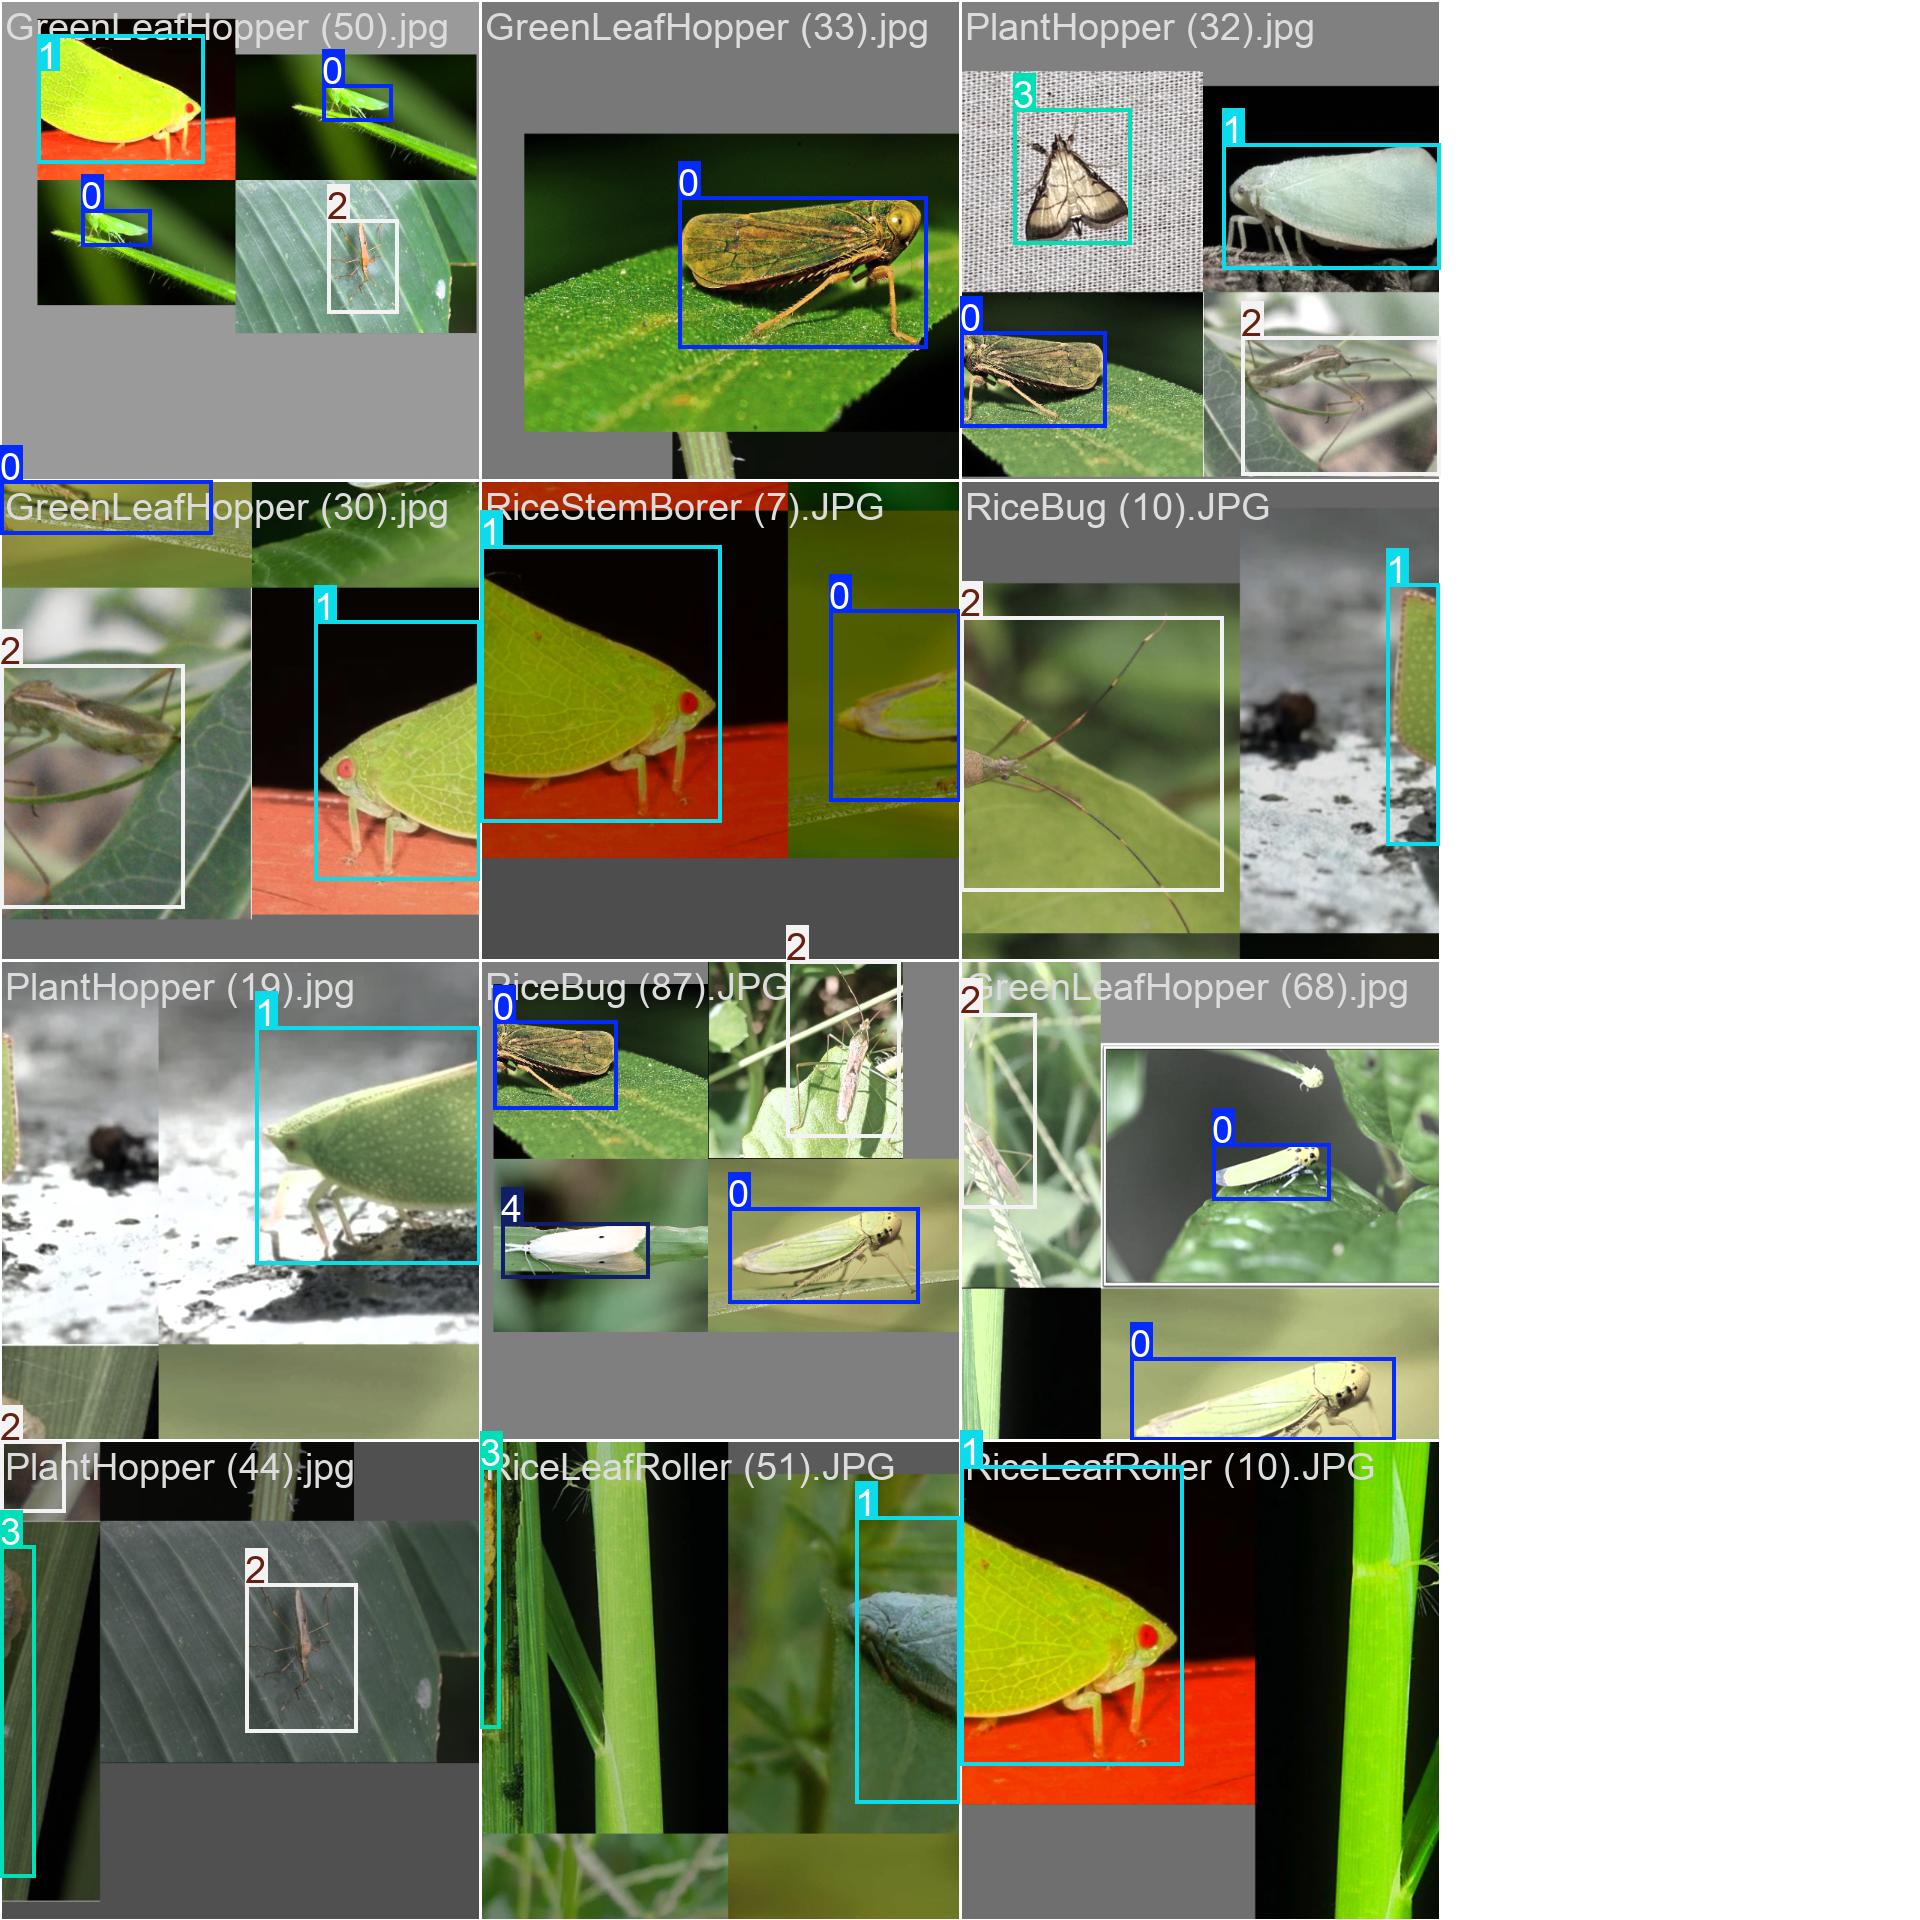 GreenLeafHopper (50).jpg
1
0
0
2
GreenLeafHopper (33).jpg
0
PlantHopper (32).jpg
3
1
0
2
0
GreenLeafHopper (30).jpg
1
2
RiceStemBorer (7).JPG
1
0
RiceBug (10).JPG
1
2
PlantHopper (19).jpg
1
2
RiceBug (87).JPG
0
2
4
0
GreenLeafHopper (68).jpg
2
0
0
2
PlantHopper (44).jpg
3
2
3
RiceLeafRoller (51).JPG
1
1
RiceLeafRoller (10).JPG